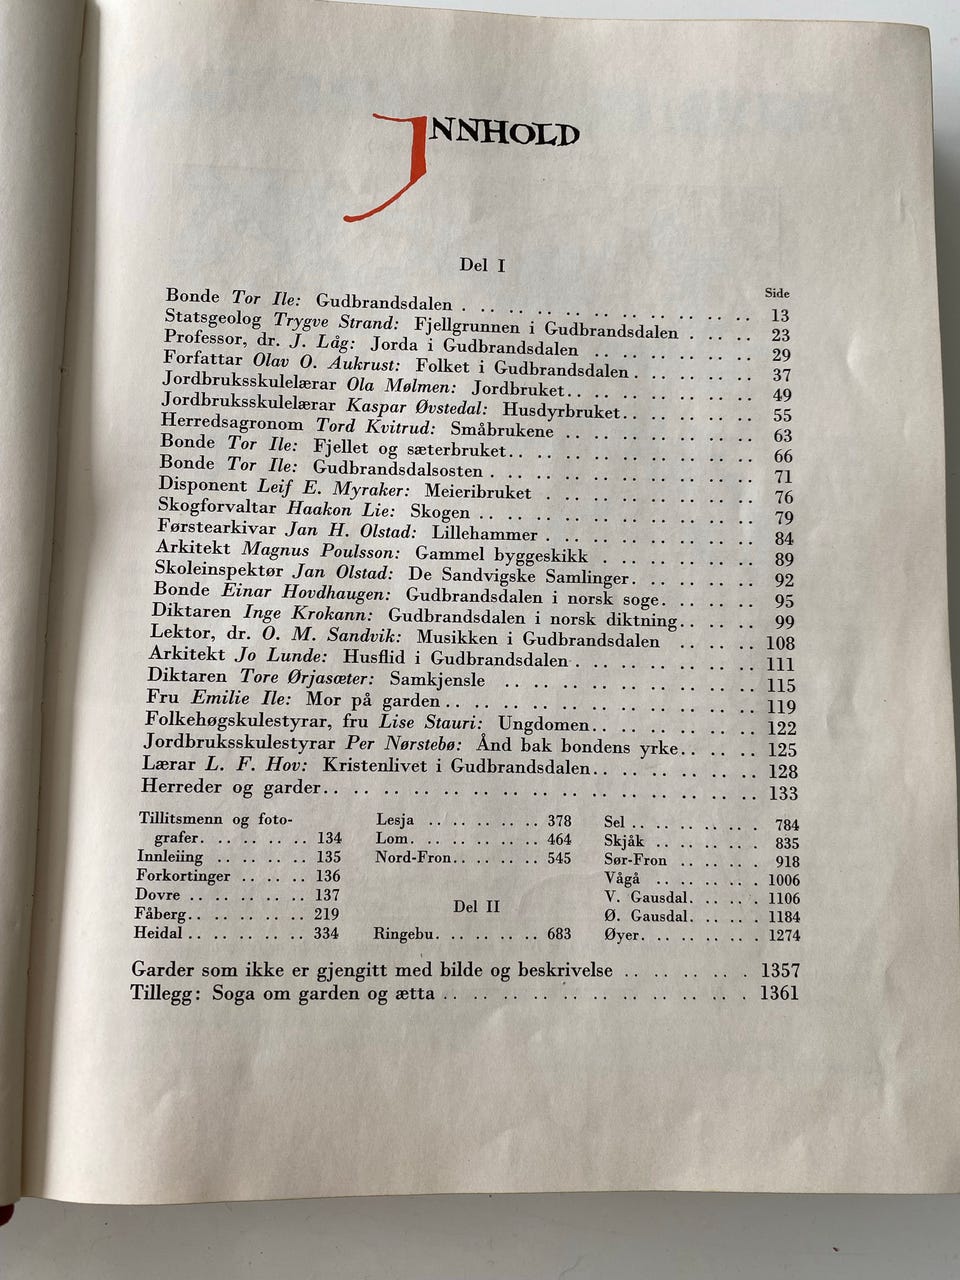 INNHOLD
Del I
Side
Bonde Tor Ile: Gudbrandsdalen . . . . . . . . . . . . . . . . . 13
Statsgeolog Trygve Strand: Fjellgrunnen i Gudbrandsdalen . . . . 23
Professor, dr. J. Låg: Jorda i Gudbrandsdalen . . . . . . . . . 29
Forfattar Olav O. Aukrust: Folket i Gudbrandsdalen . . . . . . . 37
Jordbruksskulelærar Ola Mølmen: Jordbruket . . . . . . . . . . . 49
Jordbruksskulelærar Kaspar Øvstedal: Husdyrbruket . . . . . . . . 55
Herredsagronom Tord Kvitrud: Småbrukene . . . . . . . . . . . 63
Bonde Tor Ile: Fjellet og sæterbruket . . . . . . . . . . . . . . 66
Bonde Tor Ile: Gudbrandsdalsosten . . . . . . . . . . . . . . . 71
Disponent Leif E. Myraker: Meieribruket . . . . . . . . . . . . 76
Skogforvaltar Haakon Lie: Skogen . . . . . . . . . . . . . . . . 79
Førstearkivar Jan H. Olstad: Lillehammer . . . . . . . . . . . . 84
Arkitekt Magnus Poulsson: Gammel byggeskikk . . . . . . . . . 89
Skoleinspektør Jan Olstad: De Sandvigske Samlinger . . . . . . . 92
Bonde Einar Hovdhaugen: Gudbrandsdalen i norsk soge . . . . . . 95
Diktaren Inge Krokann: Gudbrandsdalen i norsk diktning . . . . . 99
Lektor, dr. O. M. Sandvik: Musikken i Gudbrandsdalen . . . . . 108
Arkitekt Jo Lunde: Husflid i Gudbrandsdalen . . . . . . . . . . 111
Diktaren Tore Ørjasæter: Samkjensle . . . . . . . . . . . . . . 115
Fru Emilie Ile: Mor på garden . . . . . . . . . . . . . . . . . 119
Folkehøgskulestyrar, fru Lise Stauri: Ungdomen . . . . . . . . . 122
Jordbruksskulestyrar Per Nørstebø: Ånd bak bondens yrke . . . . . 125
Lærar L. F. Hov: Kristenlivet i Gudbrandsdalen . . . . . . . . . 128
Herreder og garder . . . . . . . . . . . . . . . . . . . . . . . 133
Tillitsmenn og foto-
grafer . . . . . . . 134
Innleiing . . . . . . 135
Forkortinger . . . . . 136
Dovre . . . . . . . . 137
Fåberg . . . . . . . . 219
Heidal . . . . . . . . 334
Lesja . . . . . . . . 378
Lom . . . . . . . . . 464
Nord-Fron . . . . . . 545
Del II
Ringebu . . . . . . . 683
Sel . . . . . . . . . 784
Skjåk . . . . . . . . 835
Sør-Fron . . . . . . 918
Vågå . . . . . . . . 1006
V. Gausdal . . . . . . 1106
Ø. Gausdal . . . . . . 1184
Øyer . . . . . . . . 1274
Garder som ikke er gjengitt med bilde og beskrivelse . . . . . . . 1357
Tillegg: Soga om garden og ætta . . . . . . . . . . . . . . . . 1361